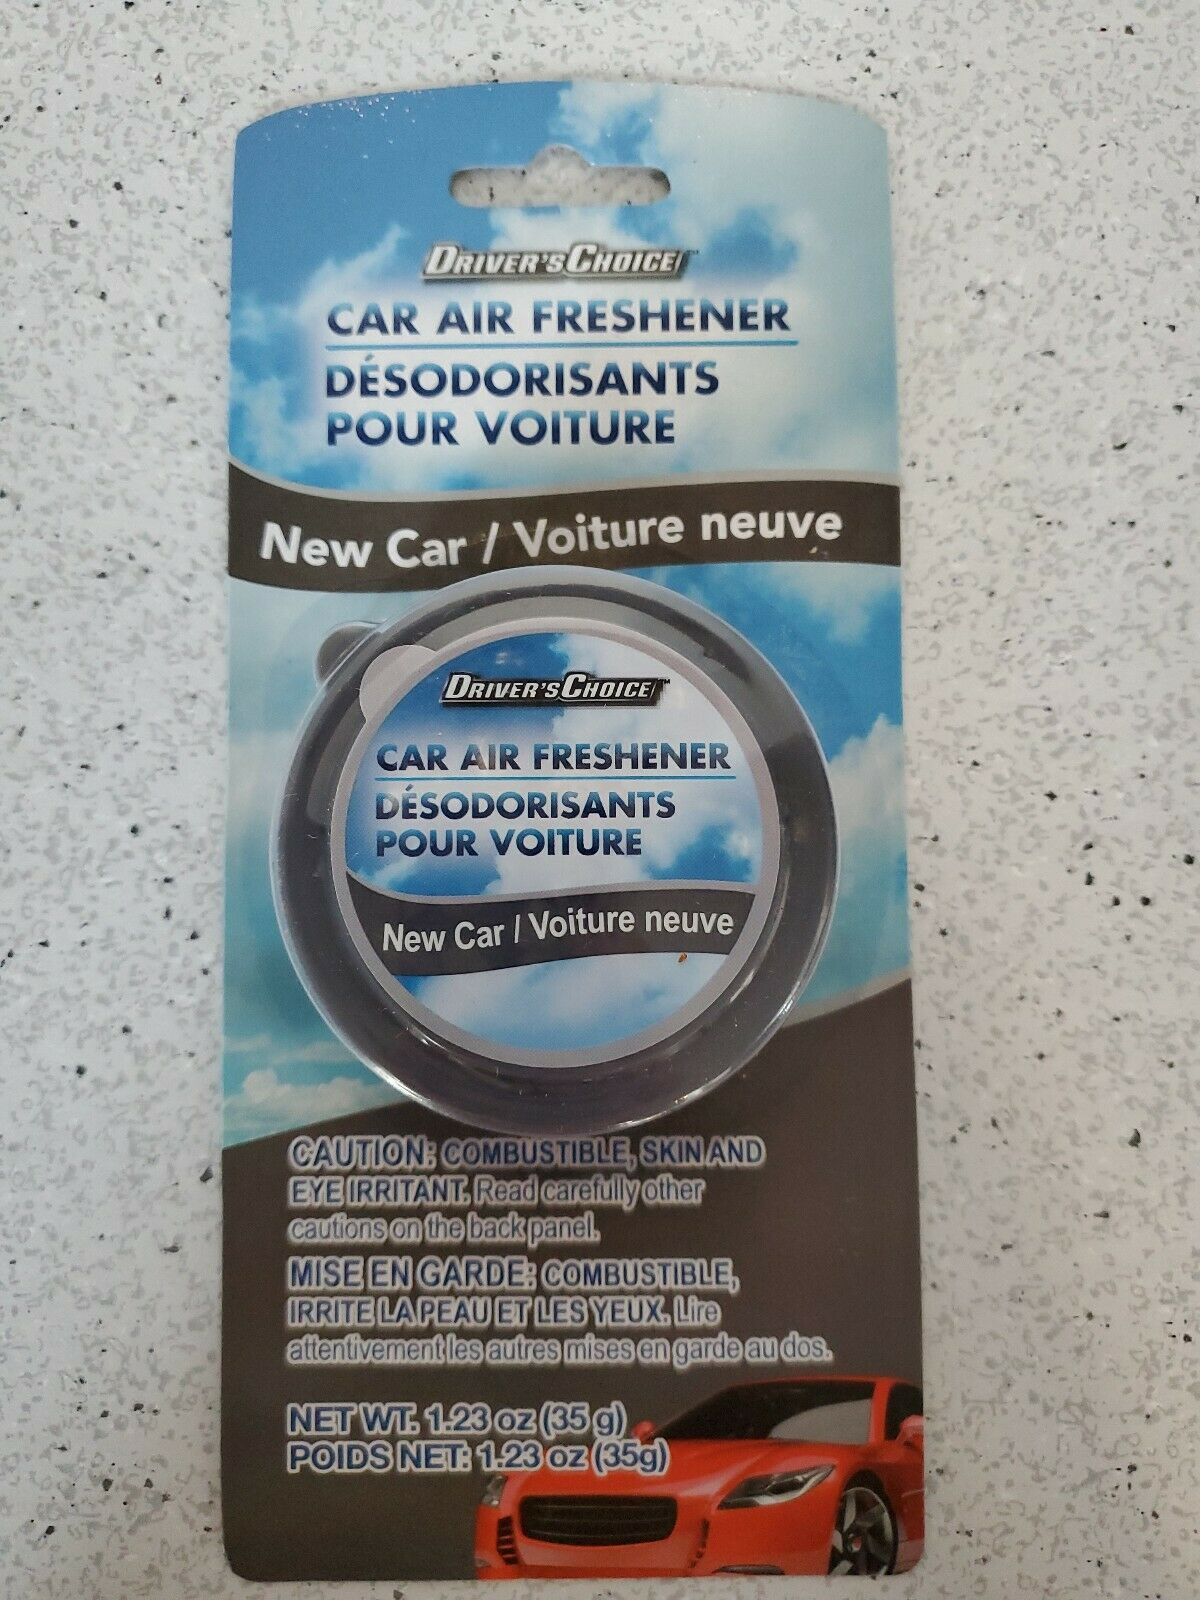 DRIVER'S CHOICE™
CAR AIR FRESHENER
DÉSODORISANTS
POUR VOITURE
New Car / Voiture neuve
DRIVER'S CHOICE™
CAR AIR FRESHENER
DÉSODORISANTS
POUR VOITURE
New Car / Voiture neuve
CAUTION: COMBUSTIBLE, SKIN AND
EYE IRRITANT. Read carefully other
cautions on the back panel.
MISE EN GARDE: COMBUSTIBLE,
IRRITE LA PEAU ET LES YEUX. Lire
attentivement les autres mises en garde au dos.
NET WT. 1.23 oz (35 g)
POIDS NET: 1.23 oz (35g)